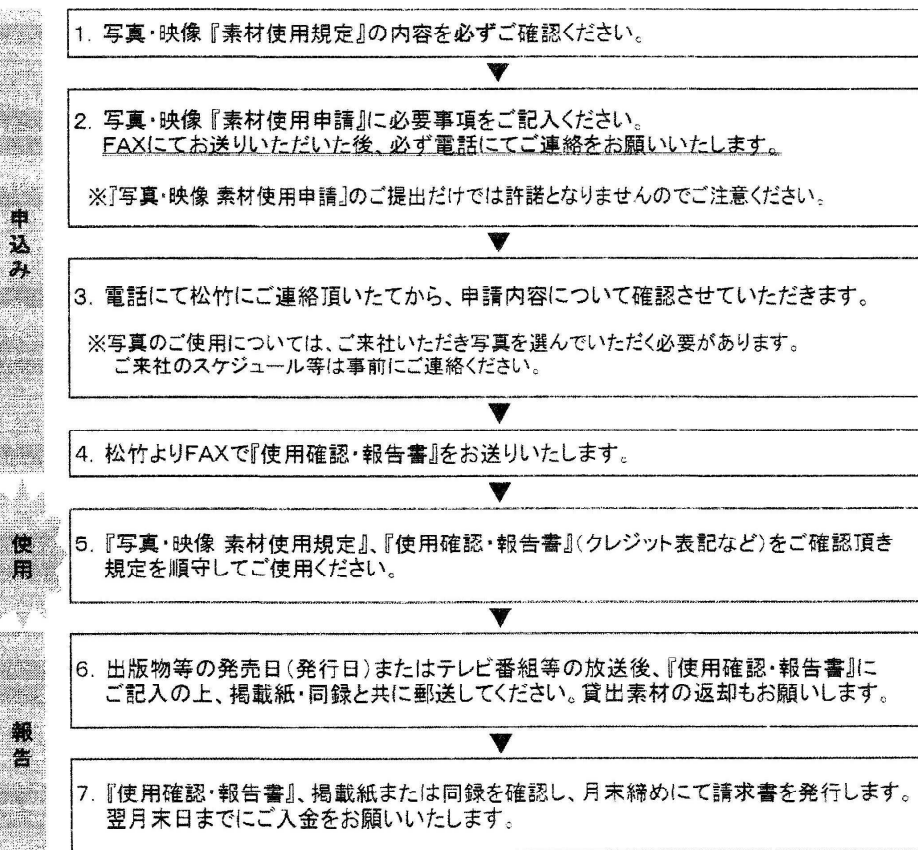 申込み
1. 写真・映像『素材使用規定』の内容を必ずご確認ください。
2. 写真・映像『素材使用申請』に必要事項をご記入ください。
FAXにてお送りいただいた後、必ず電話にてご連絡をお願いいたします。
※『写真・映像 素材使用申請』のご提出だけでは許諾となりませんのでご注意ください。
3. 電話にて松竹にご連絡頂いたてから、申請内容について確認させていただきます。
※写真のご使用については、ご来社いただき写真を選んでいただく必要があります。
ご来社のスケジュール等は事前にご連絡ください。
4. 松竹よりFAXで『使用確認・報告書』をお送りいたします。
使用
5. 『写真・映像 素材使用規定』、『使用確認・報告書』(クレジット表記など)をご確認頂き
規定を順守してご使用ください。
報告
6. 出版物等の発売日(発行日)またはテレビ番組等の放送後、『使用確認・報告書』に
ご記入の上、掲載紙・同録と共に郵送してください。貸出素材の返却もお願いします。
7. 『使用確認・報告書』、掲載紙または同録を確認し、月末締めにて請求書を発行します。
翌月末日までにご入金をお願いいたします。